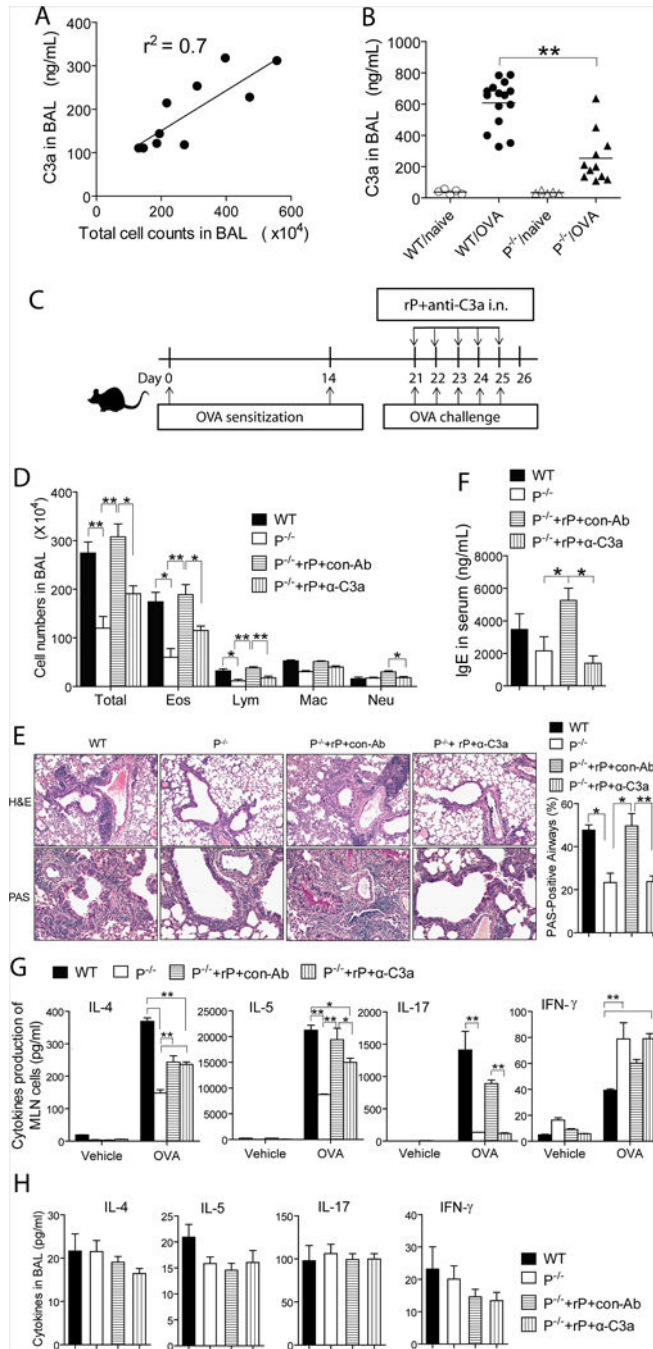 A
r² = 0.7
C3a in BAL (ng/mL)
400
300
200
100
0
0 200 400 600
Total cell counts in BAL (x10⁴)
B
**
C3a in BAL (ng/mL)
1000
800
600
400
200
0
WT/naive WT/OVA P⁻/⁻/naive P⁻/⁻/OVA
C
rP+anti-C3a i.n.
Day 0 14 21 22 23 24 25 26
OVA sensitization OVA challenge
D
Cell numbers in BAL (X10⁴)
400
300
200
100
0
** ** * * ** * * ** ** *
WT
P⁻/⁻
P⁻/⁻+rP+con-Ab
P⁻/⁻+rP+α-C3a
Total Eos Lym Mac Neu
F
WT
P⁻/⁻
P⁻/⁻+rP+con-Ab
P⁻/⁻+rP+α-C3a
IgE in serum (ng/mL)
8000
6000
4000
2000
0
* *
E
WT P⁻/⁻ P⁻/⁻+rP+con-Ab P⁻/⁻+ rP+α-C3a
H&E
PAS
WT
P⁻/⁻
P⁻/⁻+rP+con-Ab
P⁻/⁻+rP+α-C3a
PAS-Positive Airways (%)
60
40
20
0
* * **
G
WT P⁻/⁻ P⁻/⁻+rP+con-Ab P⁻/⁻+rP+α-C3a
Cytokines production of
MLN cells (pg/ml)
IL-4
400
300
200
100
0
** **
Vehicle OVA
IL-5
25000
20000
15000
10000
5000
0
* ** ** *
Vehicle OVA
IL-17
2000
1500
1000
500
0
** **
Vehicle OVA
IFN-γ
100
80
60
40
20
0
**
Vehicle OVA
H
Cytokines in BAL (pg/ml)
IL-4
30
20
10
0
IL-5
30
20
10
0
IL-17
150
100
50
0
IFN-γ
40
30
20
10
0
WT
P⁻/⁻
P⁻/⁻+rP+con-Ab
P⁻/⁻+rP+α-C3a